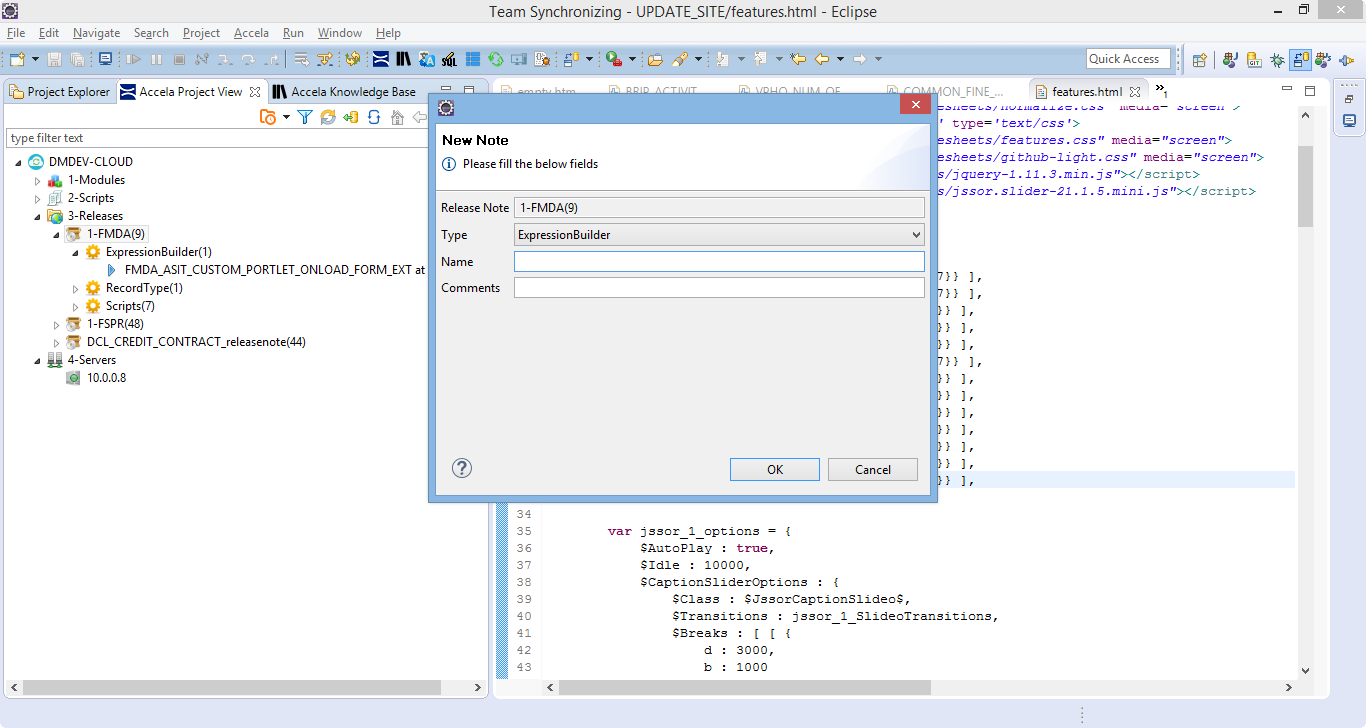 Team Synchronizing - UPDATE_SITE/features.html - Eclipse
File Edit Navigate Search Project Accela Run Window Help
Quick Access
Project Explorer
Accela Project View
Accela Knowledge Base
type filter text
DMDEV-CLOUD
1-Modules
2-Scripts
3-Releases
1-FMDA(9)
ExpressionBuilder(1)
FMDA_ASIT_CUSTOM_PORTLET_ONLOAD_FORM_EXT at
RecordType(1)
Scripts(7)
1-FSPR(48)
DCL_CREDIT_CONTRACT_releasenote(44)
4-Servers
10.0.0.8
New Note
Please fill the below fields
Release Note 1-FMDA(9)
Type ExpressionBuilder
Name
Comments
?
OK Cancel
empty.htm
BRIP_ACTIVIT
VPHO_NUM_OF
COMMON_FINE_...
features.html
»1
esheets/normalize.css" media="screen">
' type='text/css'>
esheets/features.css" media="screen">
esheets/github-light.css" media="screen">
s/jquery-1.11.3.min.js"></script>
s/jssor.slider-21.1.5.mini.js"></script>
7}} ],
7}} ],
}} ],
}} ],
}} ],
7}} ],
}} ],
}} ],
}} ],
}} ],
}} ],
}} ],
}} ],
34
35 var jssor_1_options = {
36 $AutoPlay : true,
37 $Idle : 10000,
38 $CaptionSliderOptions : {
39 $Class : $JssorCaptionSlideo$,
40 $Transitions : jssor_1_SlideoTransitions,
41 $Breaks : [ [ {
42 d : 3000,
43 b : 1000